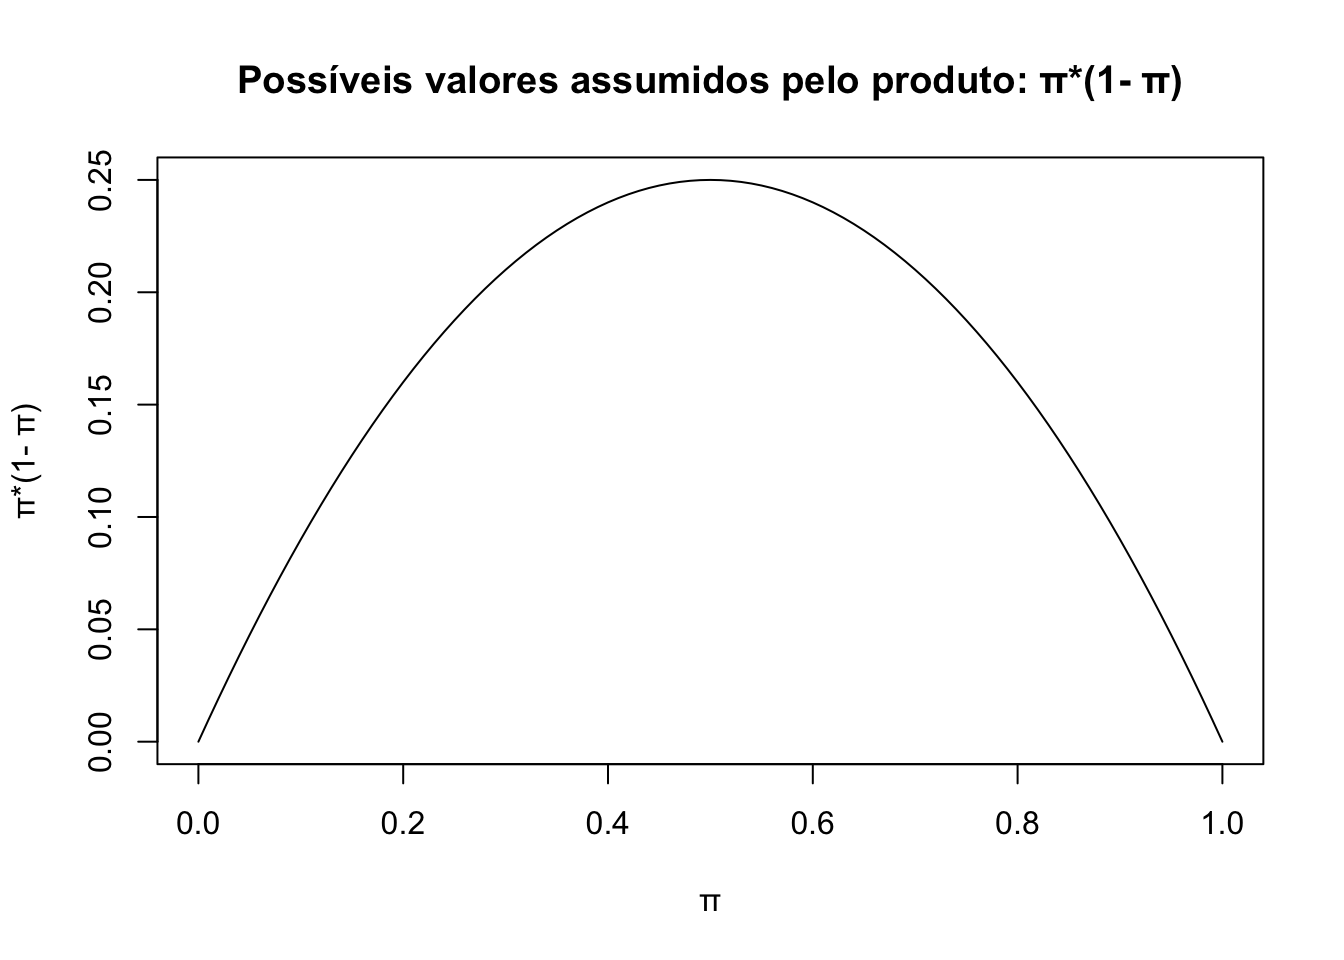 Possíveis valores assumidos pelo produto: π*(1- π)
π*(1- π)
0.25
0.20
0.15
0.10
0.05
0.00
0.0 0.2 0.4 0.6 0.8 1.0
π